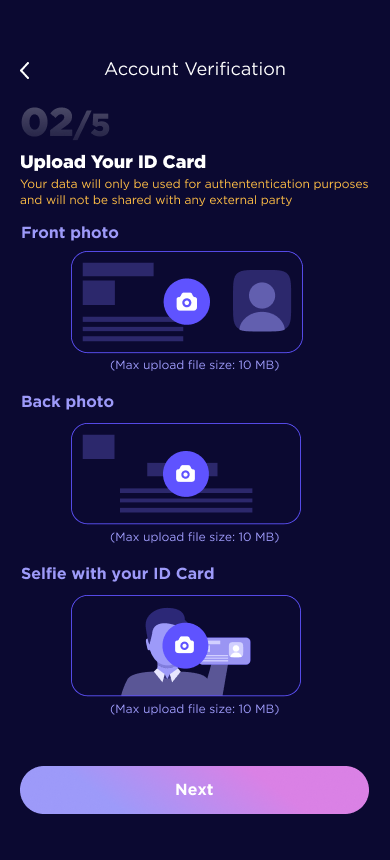 Account Verification
02/5
Upload Your ID Card
Your data will only be used for authententication purposes
and will not be shared with any external party
Front photo
(Max upload file size: 10 MB)
Back photo
(Max upload file size: 10 MB)
Selfie with your ID Card
(Max upload file size: 10 MB)
Next